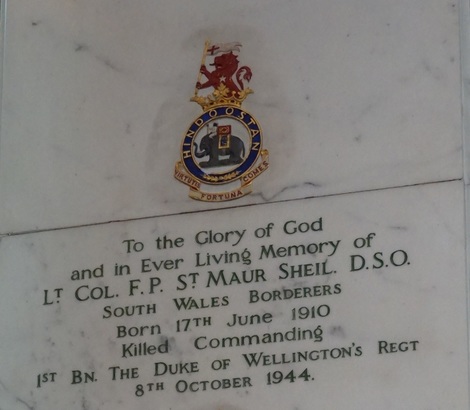 HINDOOSTAN
VIRTUTIS
FORTUNA
COMES
To the Glory of God
and in Ever Living Memory of
LT COL. F.P. ST MAUR SHEIL. D.S.O.
SOUTH WALES BORDERERS
Born 17TH June 1910
Killed Commanding
1ST BN. THE DUKE OF WELLINGTON'S REGT
8TH OCTOBER 1944.